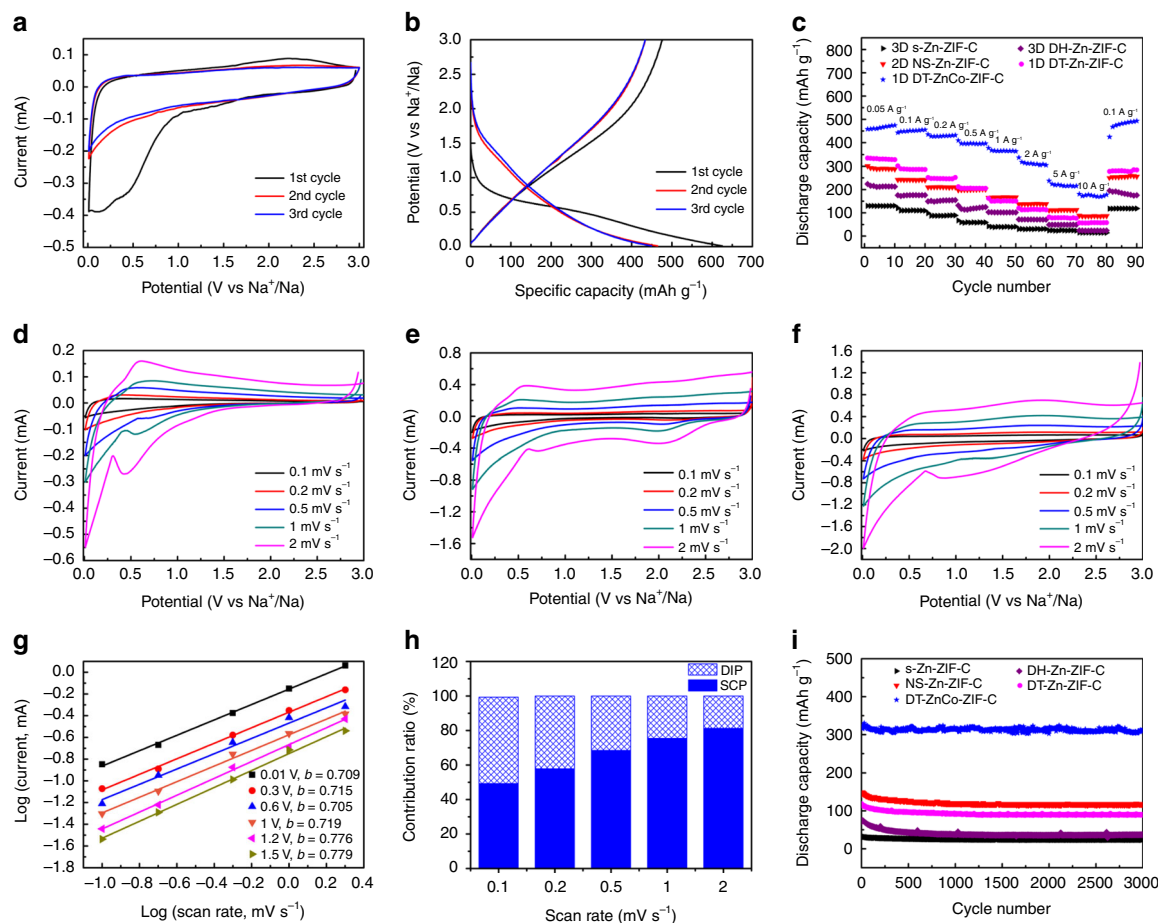 a
0.1
0.0
−0.1
−0.2
−0.3
−0.4
−0.5
Current (mA)
1st cycle
2nd cycle
3rd cycle
0.0 0.5 1.0 1.5 2.0 2.5 3.0
Potential (V vs Na⁺/Na)
b
3.0
2.5
2.0
1.5
1.0
0.5
0.0
Potential (V vs Na⁺/Na)
1st cycle
2nd cycle
3rd cycle
0 100 200 300 400 500 600 700
Specific capacity (mAh g⁻¹)
c
800
700
600
500
400
300
200
100
0
Discharge capacity (mAh g⁻¹)
3D s-Zn-ZIF-C 3D DH-Zn-ZIF-C
2D NS-Zn-ZIF-C 1D DT-Zn-ZIF-C
1D DT-ZnCo-ZIF-C
0.05 A g⁻¹
0.1 A g⁻¹
0.2 A g⁻¹
0.5 A g⁻¹
1 A g⁻¹
2 A g⁻¹
5 A g⁻¹
10 A g⁻¹
0.1 A g⁻¹
0 10 20 30 40 50 60 70 80 90
Cycle number
d
0.2
0.1
0.0
−0.1
−0.2
−0.3
−0.4
−0.5
−0.6
Current (mA)
0.1 mV s⁻¹
0.2 mV s⁻¹
0.5 mV s⁻¹
1 mV s⁻¹
2 mV s⁻¹
0.0 0.5 1.0 1.5 2.0 2.5 3.0
Potential (V vs Na⁺/Na)
e
0.8
0.4
0.0
−0.4
−0.8
−1.2
−1.6
Current (mA)
0.1 mV s⁻¹
0.2 mV s⁻¹
0.5 mV s⁻¹
1 mV s⁻¹
2 mV s⁻¹
0.0 0.5 1.0 1.5 2.0 2.5 3.0
Potential (V vs Na⁺/Na)
f
1.6
1.2
0.8
0.4
0.0
−0.4
−0.8
−1.2
−1.6
−2.0
Current (mA)
0.1 mV s⁻¹
0.2 mV s⁻¹
0.5 mV s⁻¹
1 mV s⁻¹
2 mV s⁻¹
0.0 0.5 1.0 1.5 2.0 2.5 3.0
Potential (V vs Na⁺/Na)
g
0.0
−0.2
−0.4
−0.6
−0.8
−1.0
−1.2
−1.4
−1.6
−1.8
Log (current, mA)
0.01 V, b = 0.709
0.3 V, b = 0.715
0.6 V, b = 0.705
1 V, b = 0.719
1.2 V, b = 0.776
1.5 V, b = 0.779
−1.0 −0.8 −0.6 −0.4 −0.2 0.0 0.2 0.4
Log (scan rate, mV s⁻¹)
h
120
100
80
60
40
20
0
Contribution ratio (%)
DIP
SCP
0.1 0.2 0.5 1 2
Scan rate (mV s⁻¹)
i
500
400
300
200
100
0
Discharge capacity (mAh g⁻¹)
s-Zn-ZIF-C DH-Zn-ZIF-C
NS-Zn-ZIF-C DT-Zn-ZIF-C
DT-ZnCo-ZIF-C
0 500 1000 1500 2000 2500 3000
Cycle number